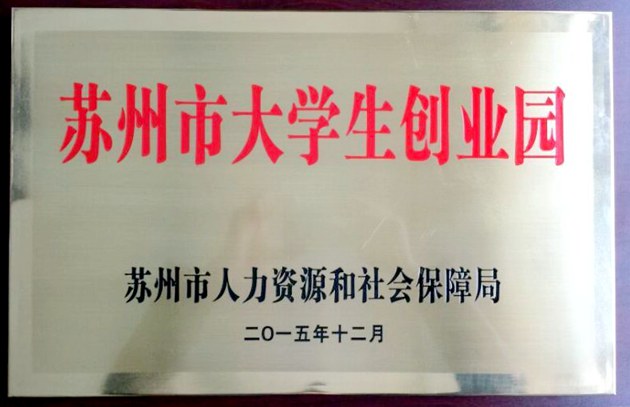 苏州市大学生创业园
苏州市人力资源和社会保障局
二〇一五年十二月